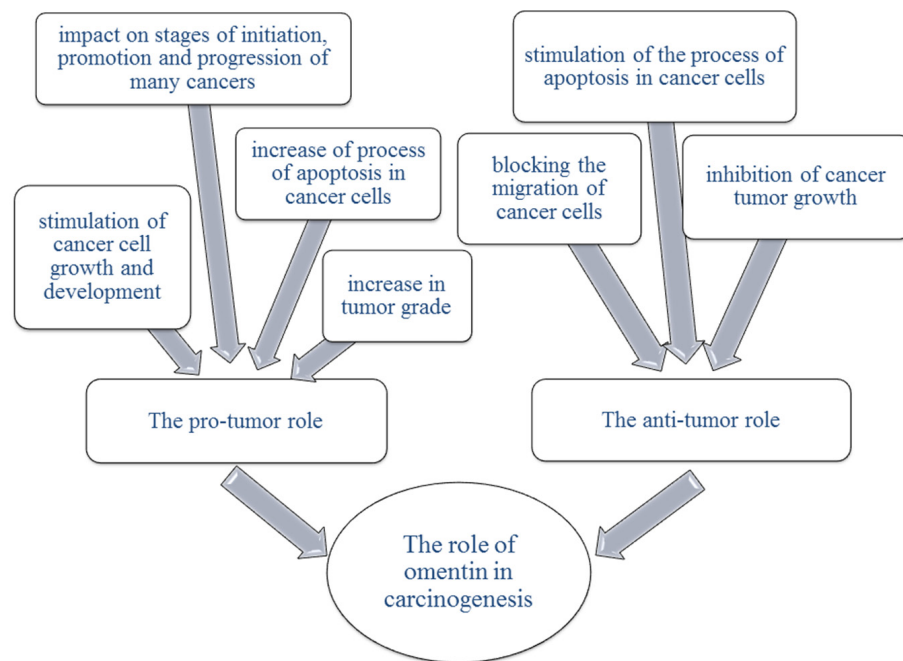 impact on stages of initiation,
promotion and progression of
many cancers
stimulation of the process of
apoptosis in cancer cells
increase of process of
apoptosis in
cancer cells
blocking the
migration of
cancer cells
inhibition of cancer
tumor growth
stimulation of
cancer cell
growth and
development
increase in
tumor grade
The pro-tumor role
The anti-tumor role
The role of
omentin in
carcinogenesis